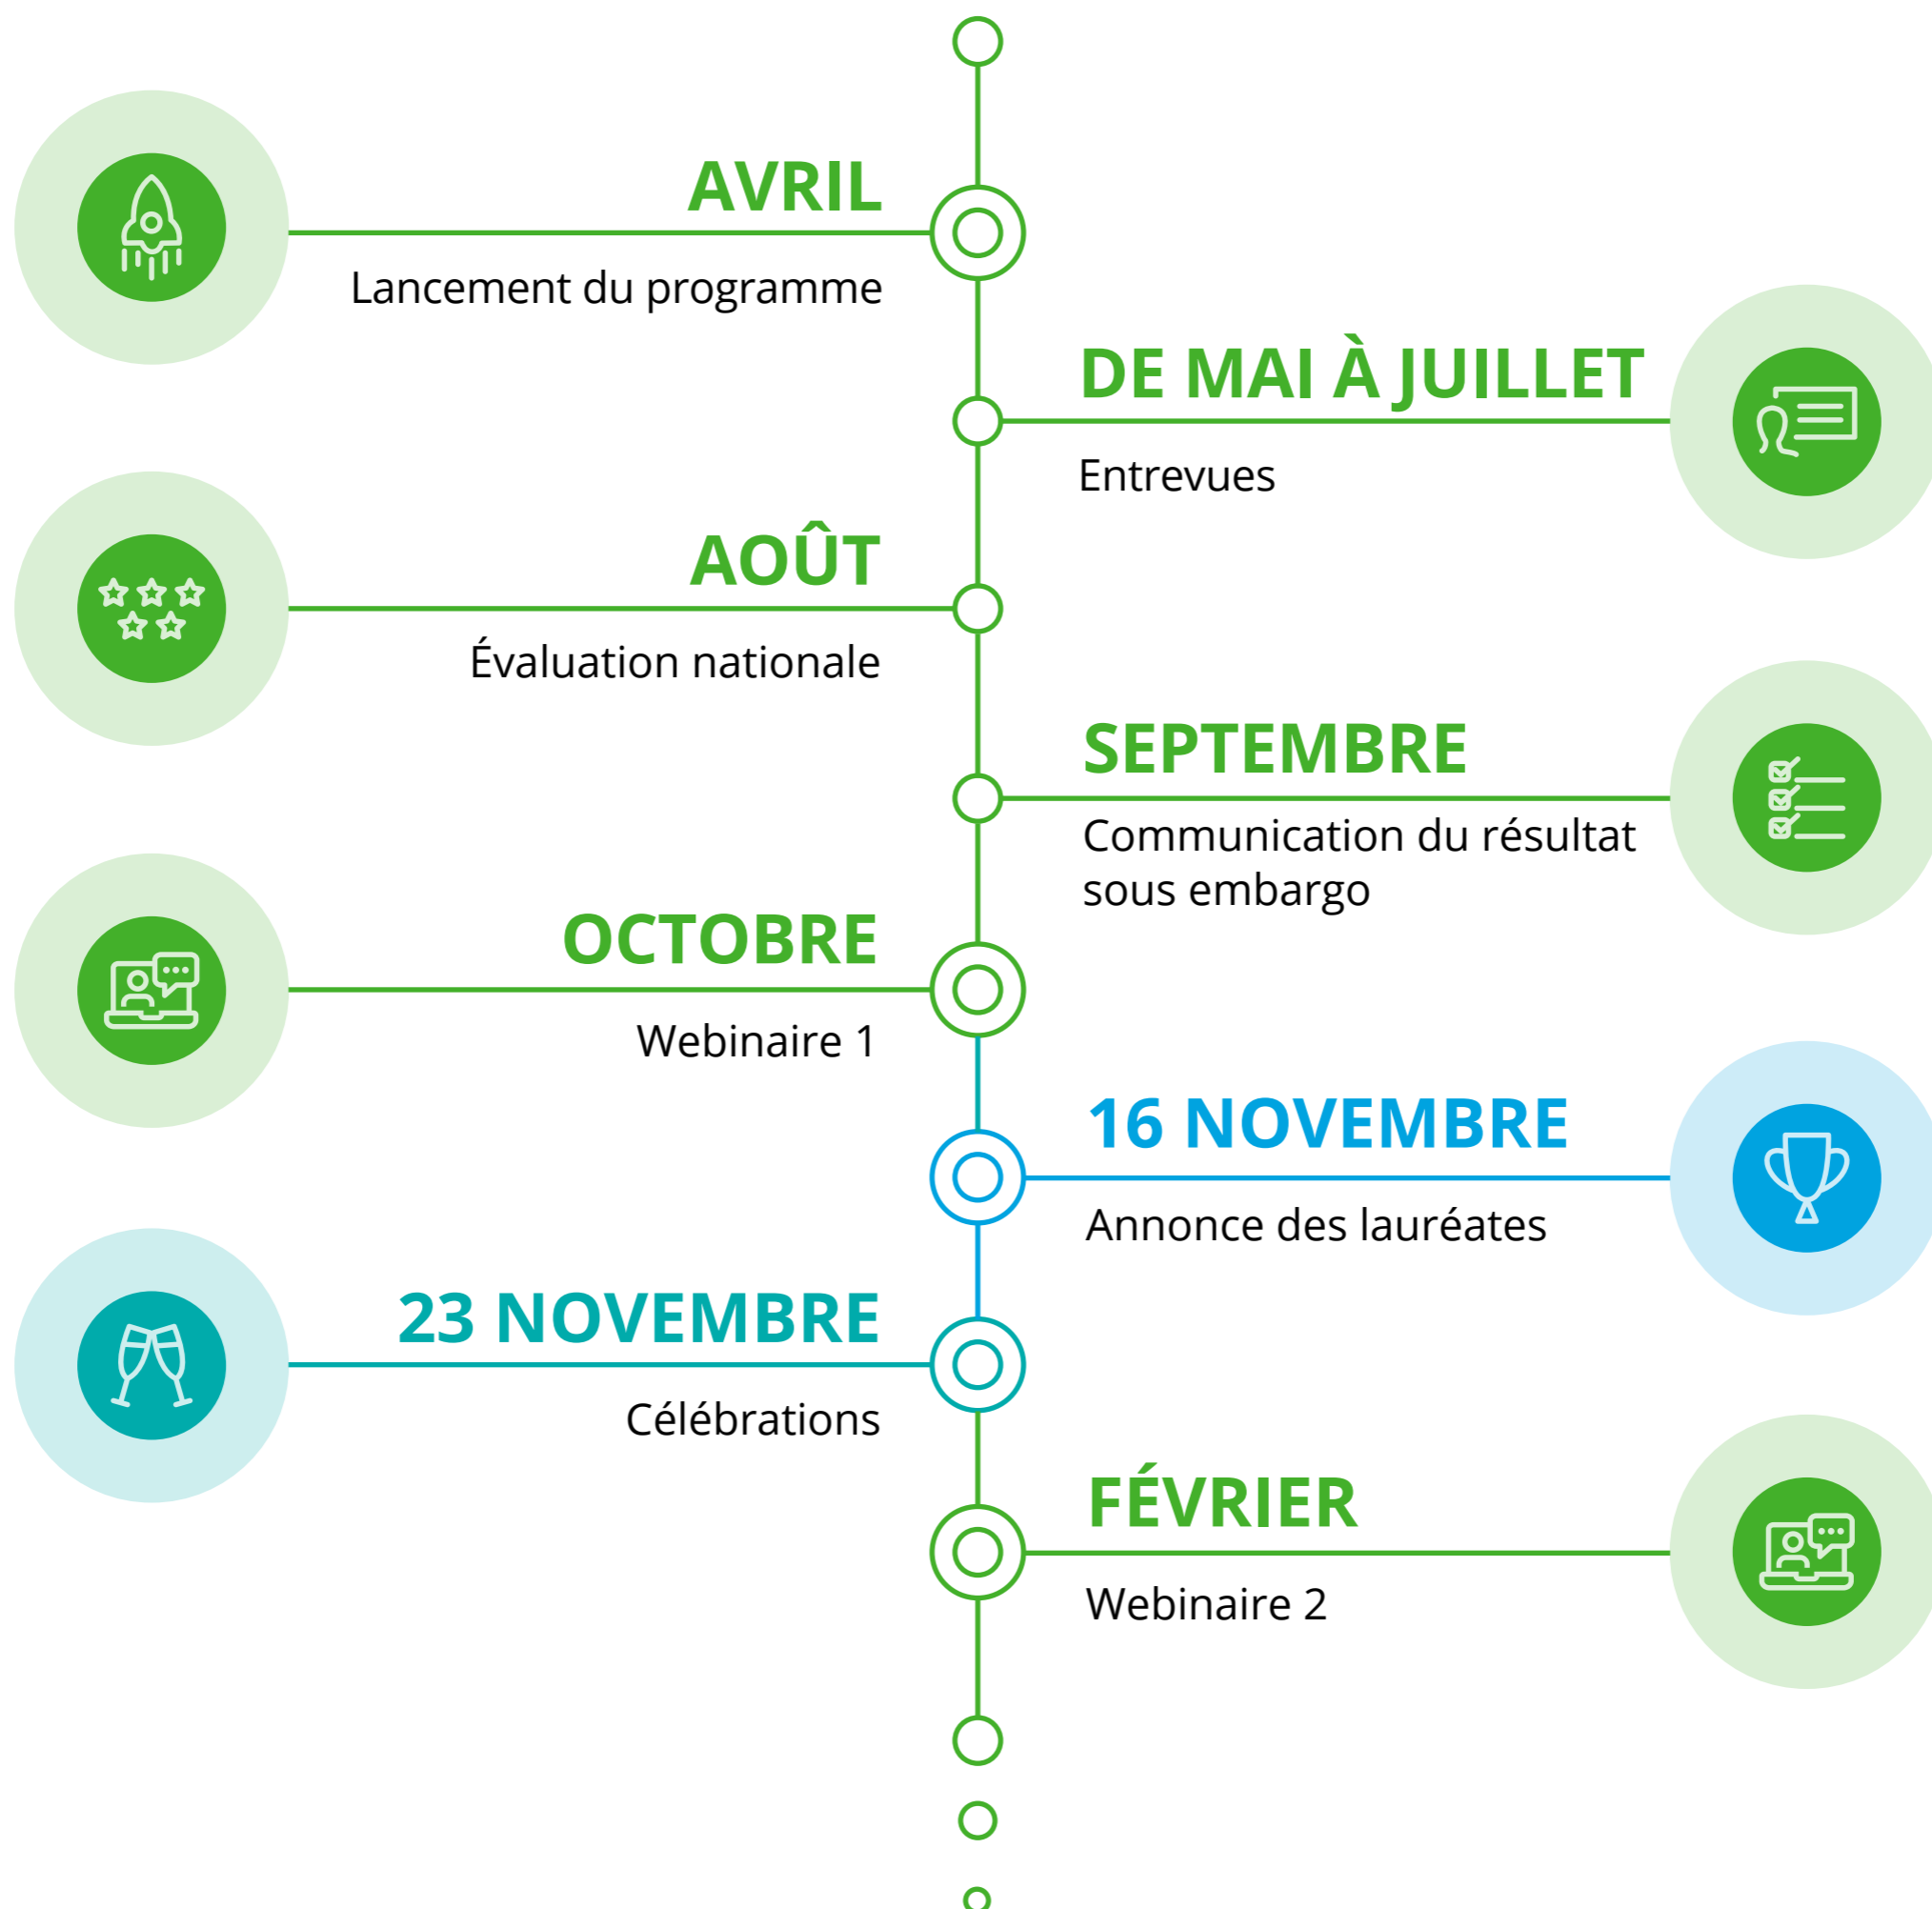 AVRIL
Lancement du programme
DE MAI À JUILLET
Entrevues
AOÛT
Évaluation nationale
SEPTEMBRE
Communication du résultat
sous embargo
OCTOBRE
Webinaire 1
16 NOVEMBRE
Annonce des lauréates
23 NOVEMBRE
Célébrations
FÉVRIER
Webinaire 2